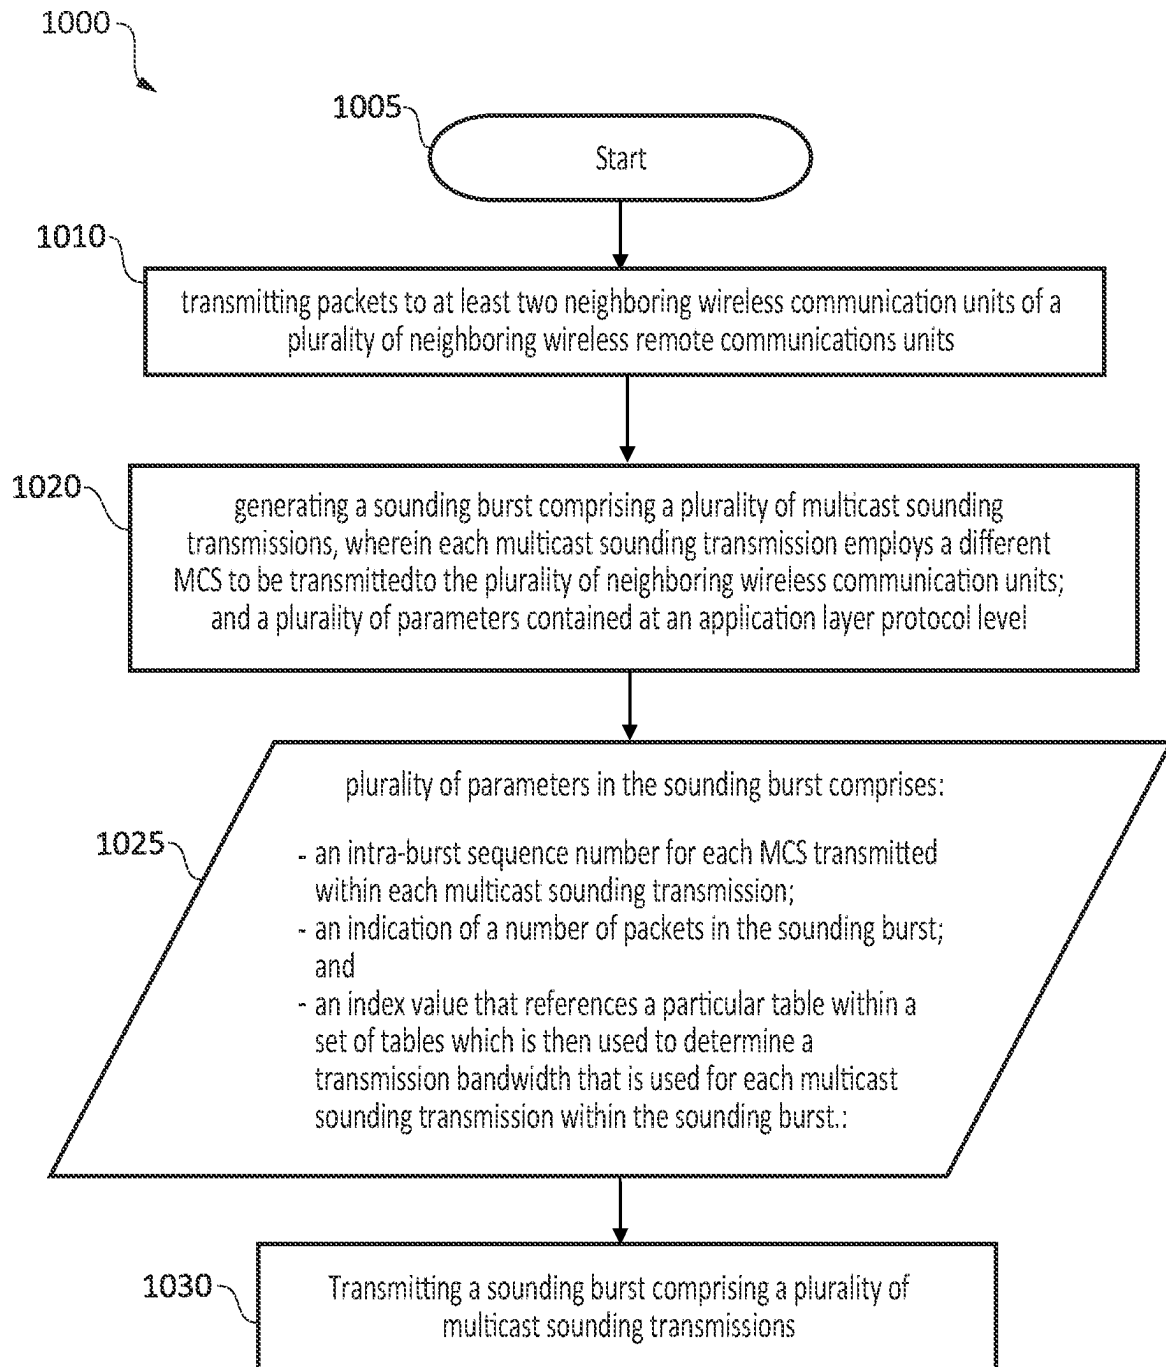 1000
1005
Start
1010
transmitting packets to at least two neighboring wireless communication units of a
plurality of neighboring wireless remote communications units
1020
generating a sounding burst comprising a plurality of multicast sounding
transmissions, wherein each multicast sounding transmission employs a different
MCS to be transmittedto the plurality of neighboring wireless communication units;
and a plurality of parameters contained at an application layer protocol level
plurality of parameters in the sounding burst comprises:
1025
- an intra-burst sequence number for each MCS transmitted
within each multicast sounding transmission;
- an indication of a number of packets in the sounding burst;
and
- an index value that references a particular table within a
set of tables which is then used to determine a
transmission bandwidth that is used for each multicast
sounding transmission within the sounding burst.:
1030
Transmitting a sounding burst comprising a plurality of
multicast sounding transmissions